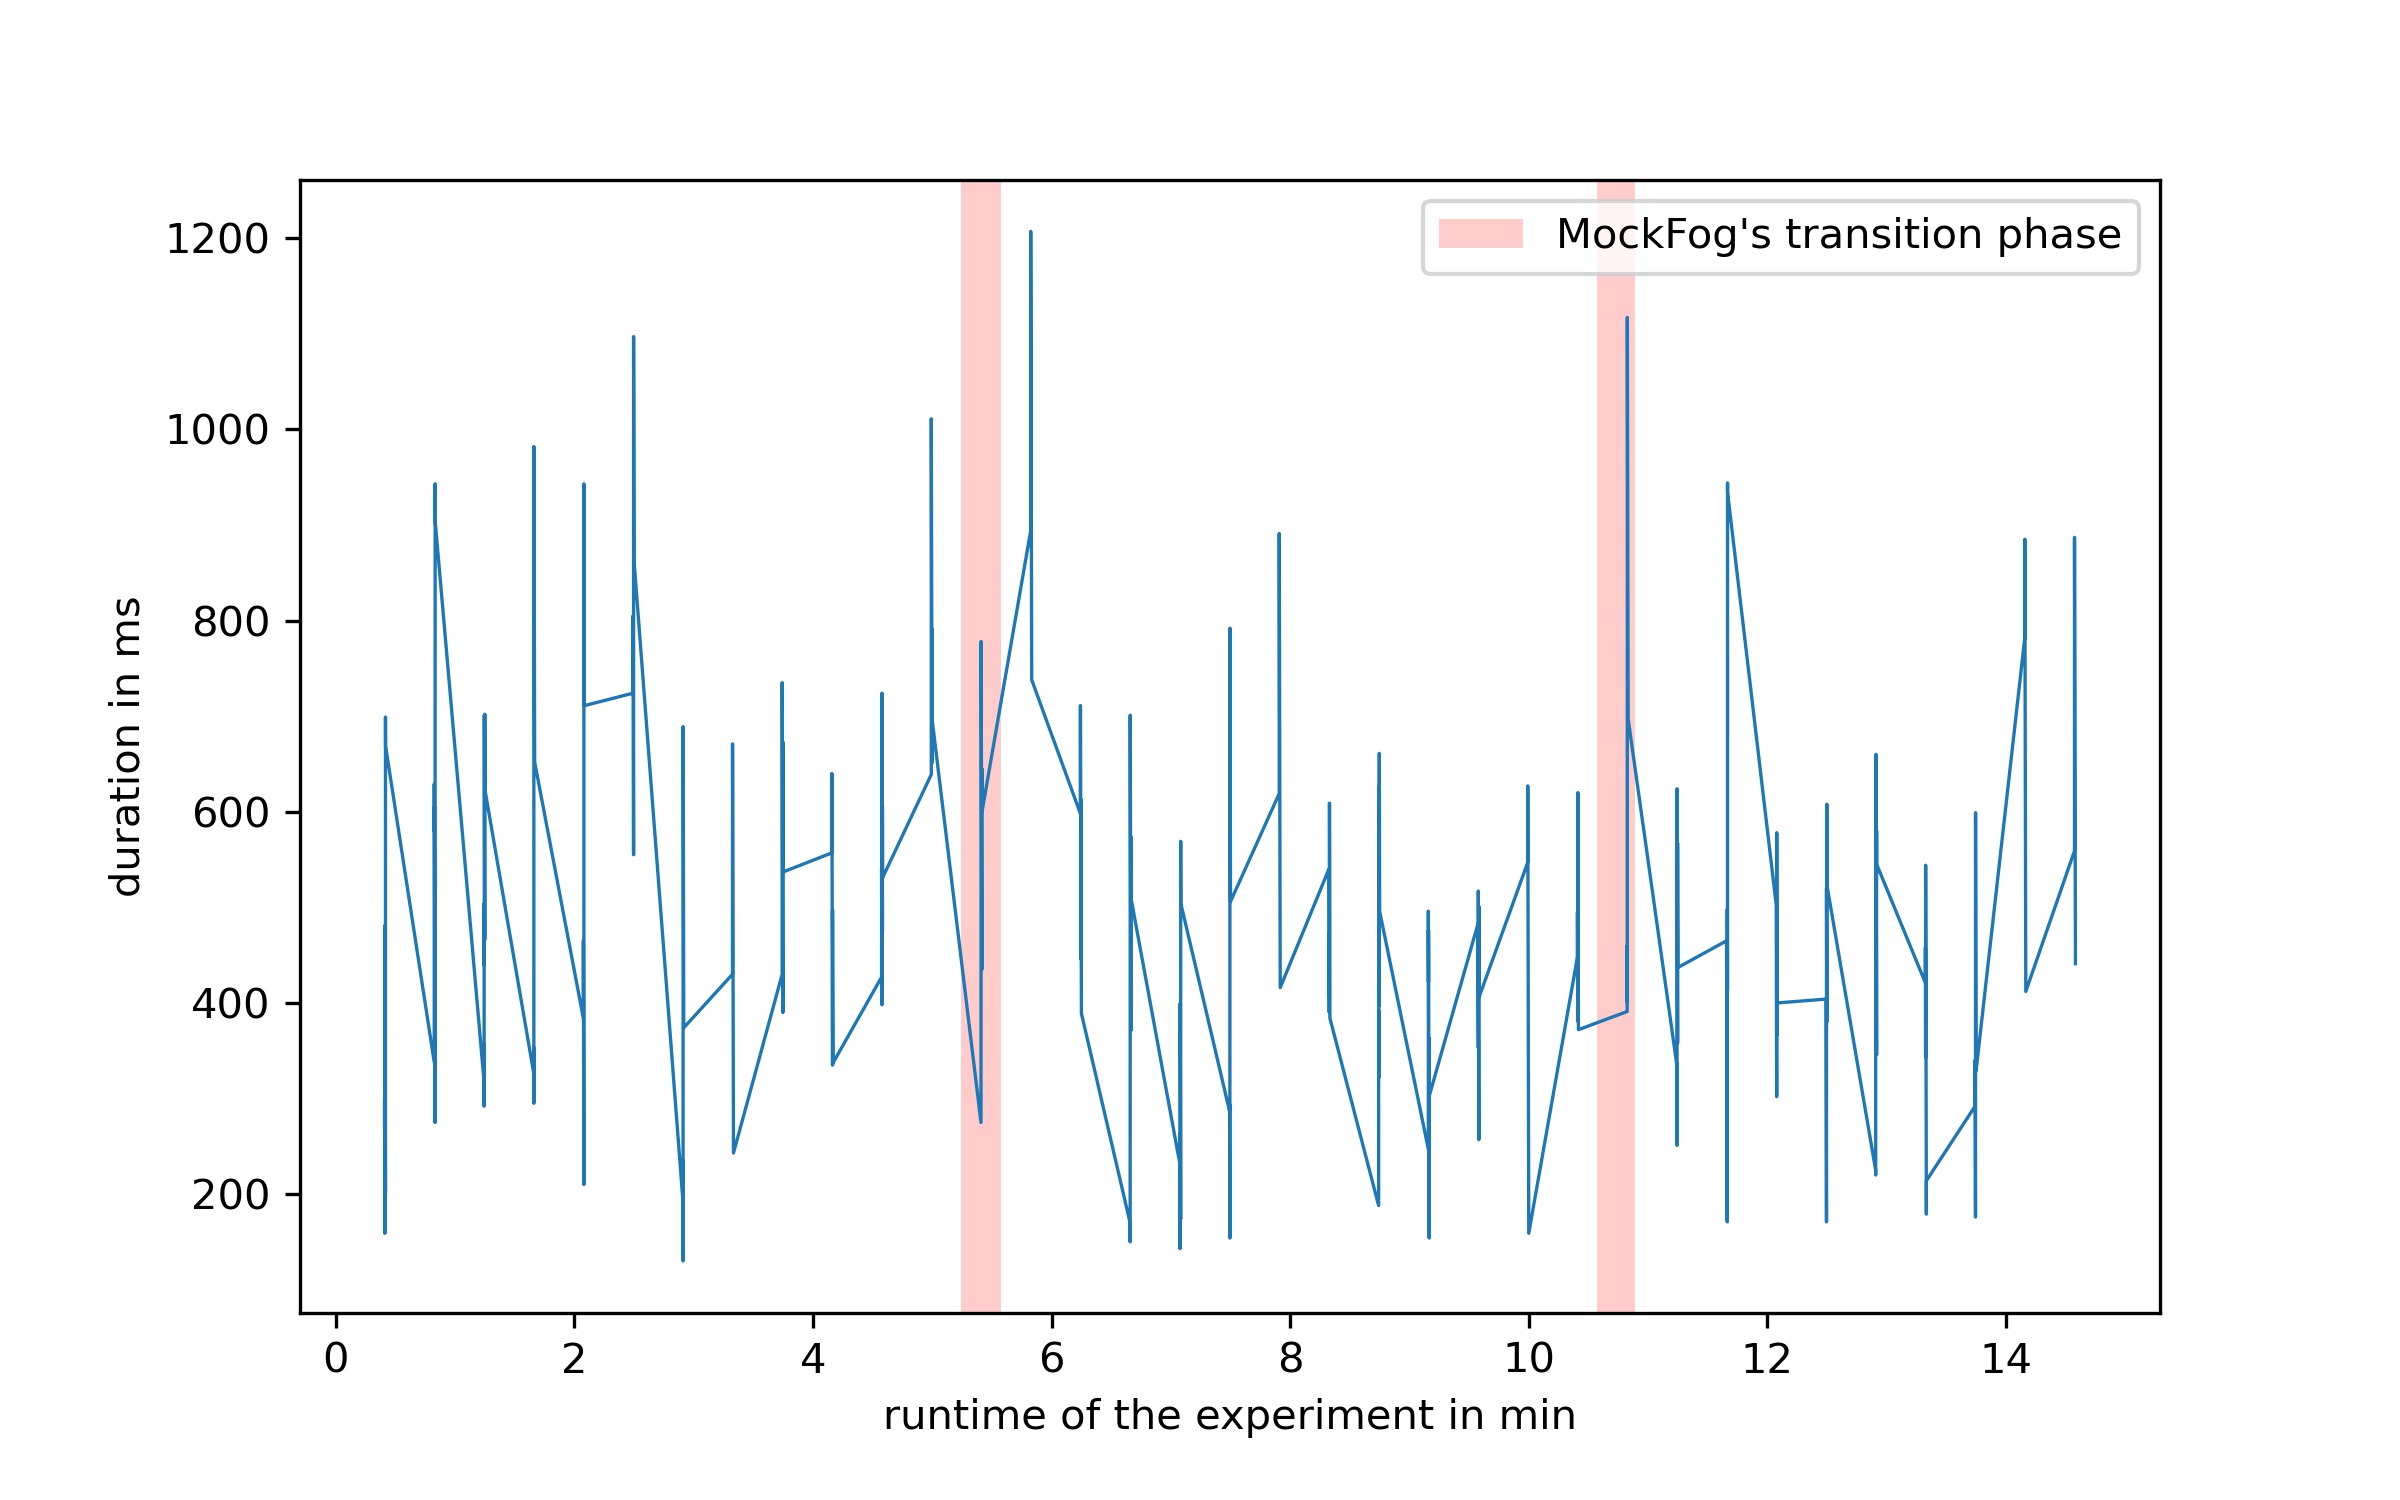 MockFog's transition phase
1200
1000
800
600
400
200
duration in ms
0 2 4 6 8 10 12 14
runtime of the experiment in min